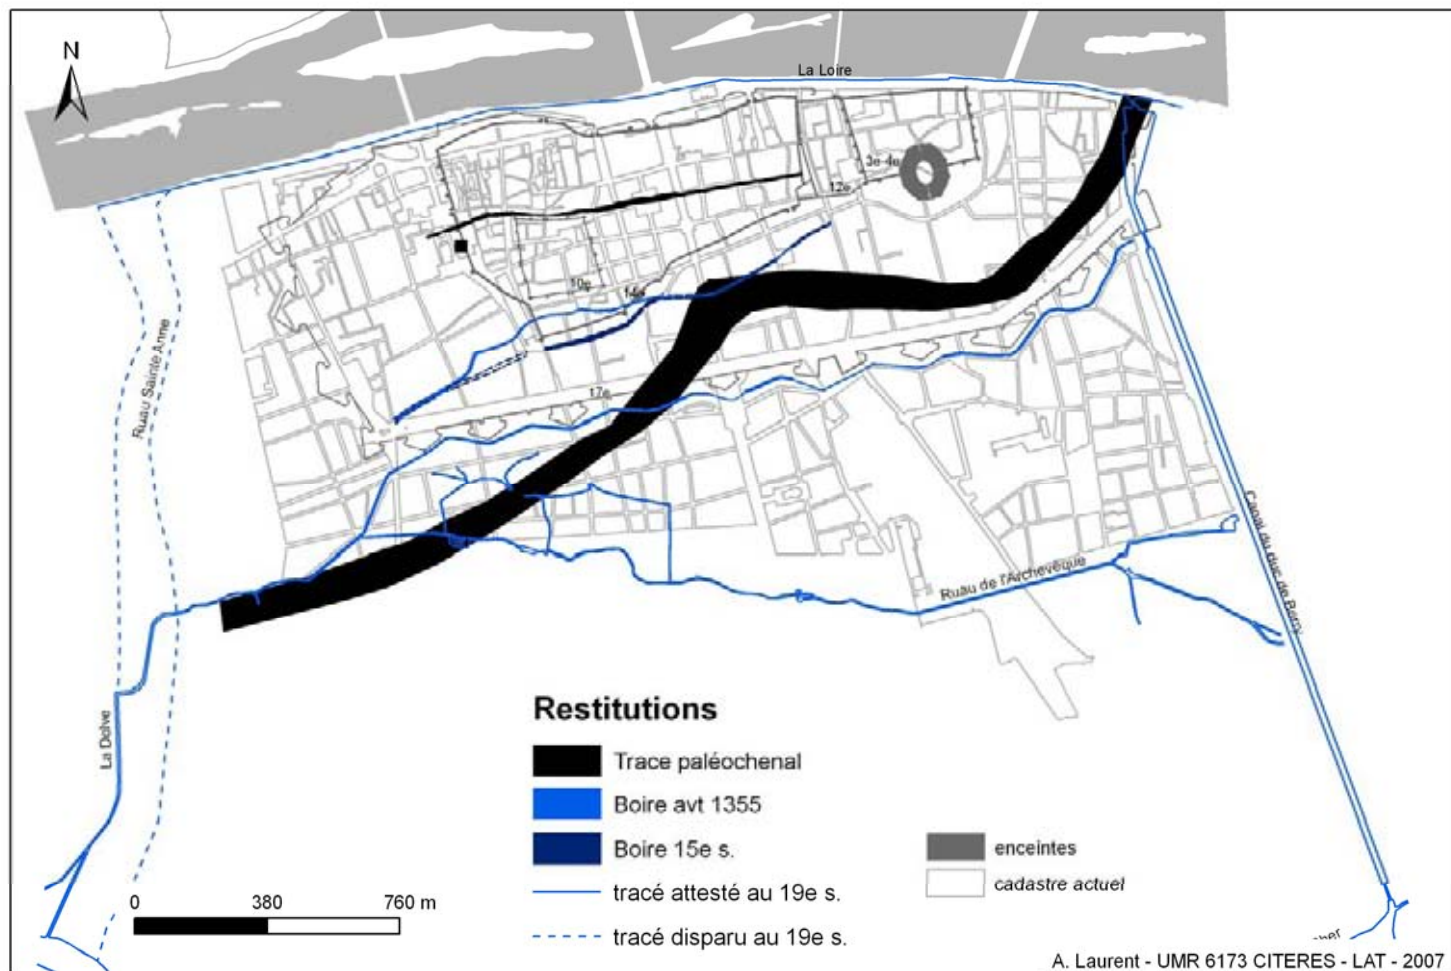 N
La Loire
3e-4e
12e
10e
14e
17e
Ruau Sainte Anne
La Dolve
Ruau de l'Archevêque
Canal du duc de Berry
Restitutions
Trace paléochenal
Boire avt 1355
Boire 15e s.
tracé attesté au 19e s.
tracé disparu au 19e s.
enceintes
cadastre actuel
0 380 760 m
A. Laurent - UMR 6173 CITERES - LAT - 2007